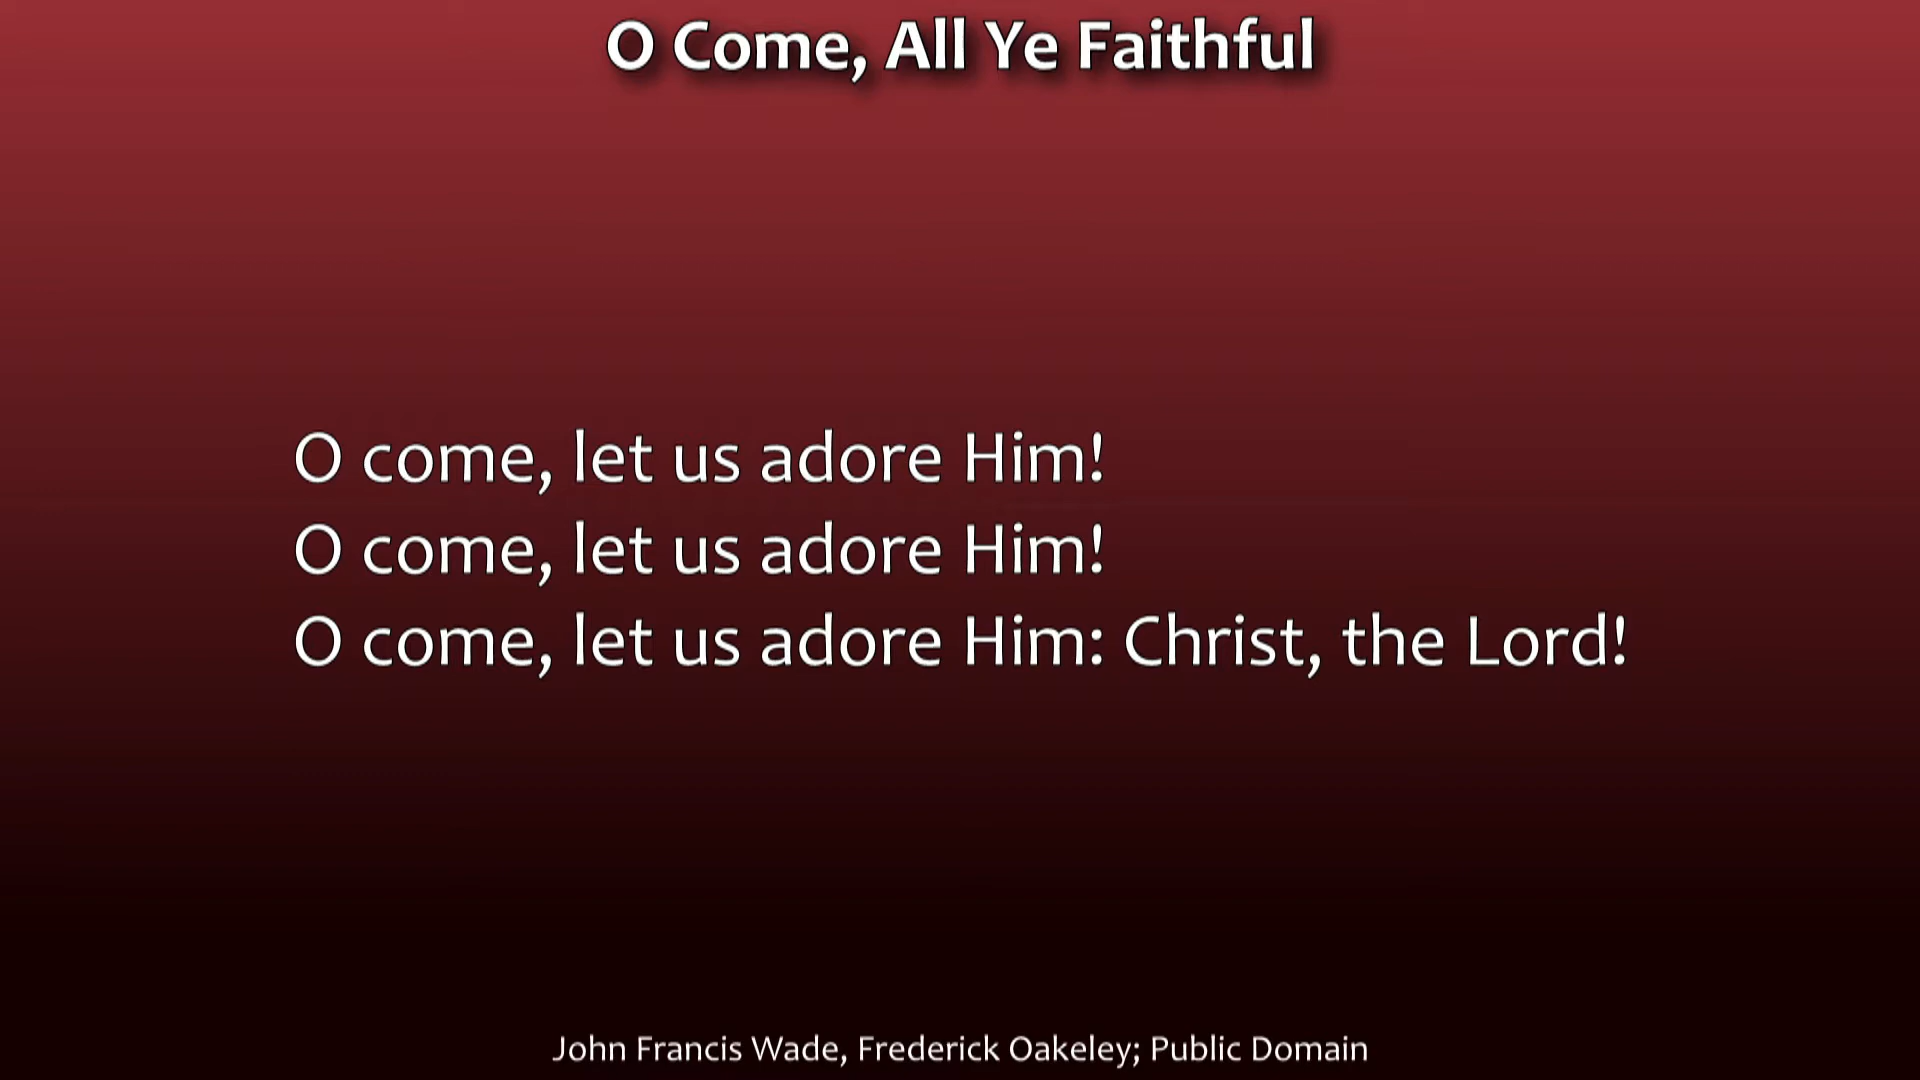 O Come, All Ye Faithful
O come, let us adore Him!
O come, let us adore Him!
O come, let us adore Him: Christ, the Lord!
John Francis Wade, Frederick Oakeley; Public Domain